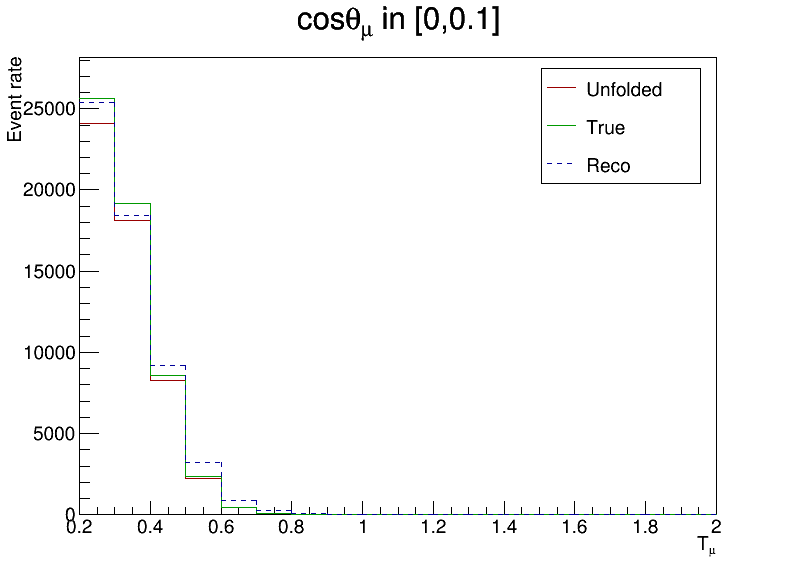 cosθμ in [0,0.1]
Event rate
Unfolded
True
Reco
25000
20000
15000
10000
5000
0
0.2 0.4 0.6 0.8 1 1.2 1.4 1.6 1.8 2
Tμ